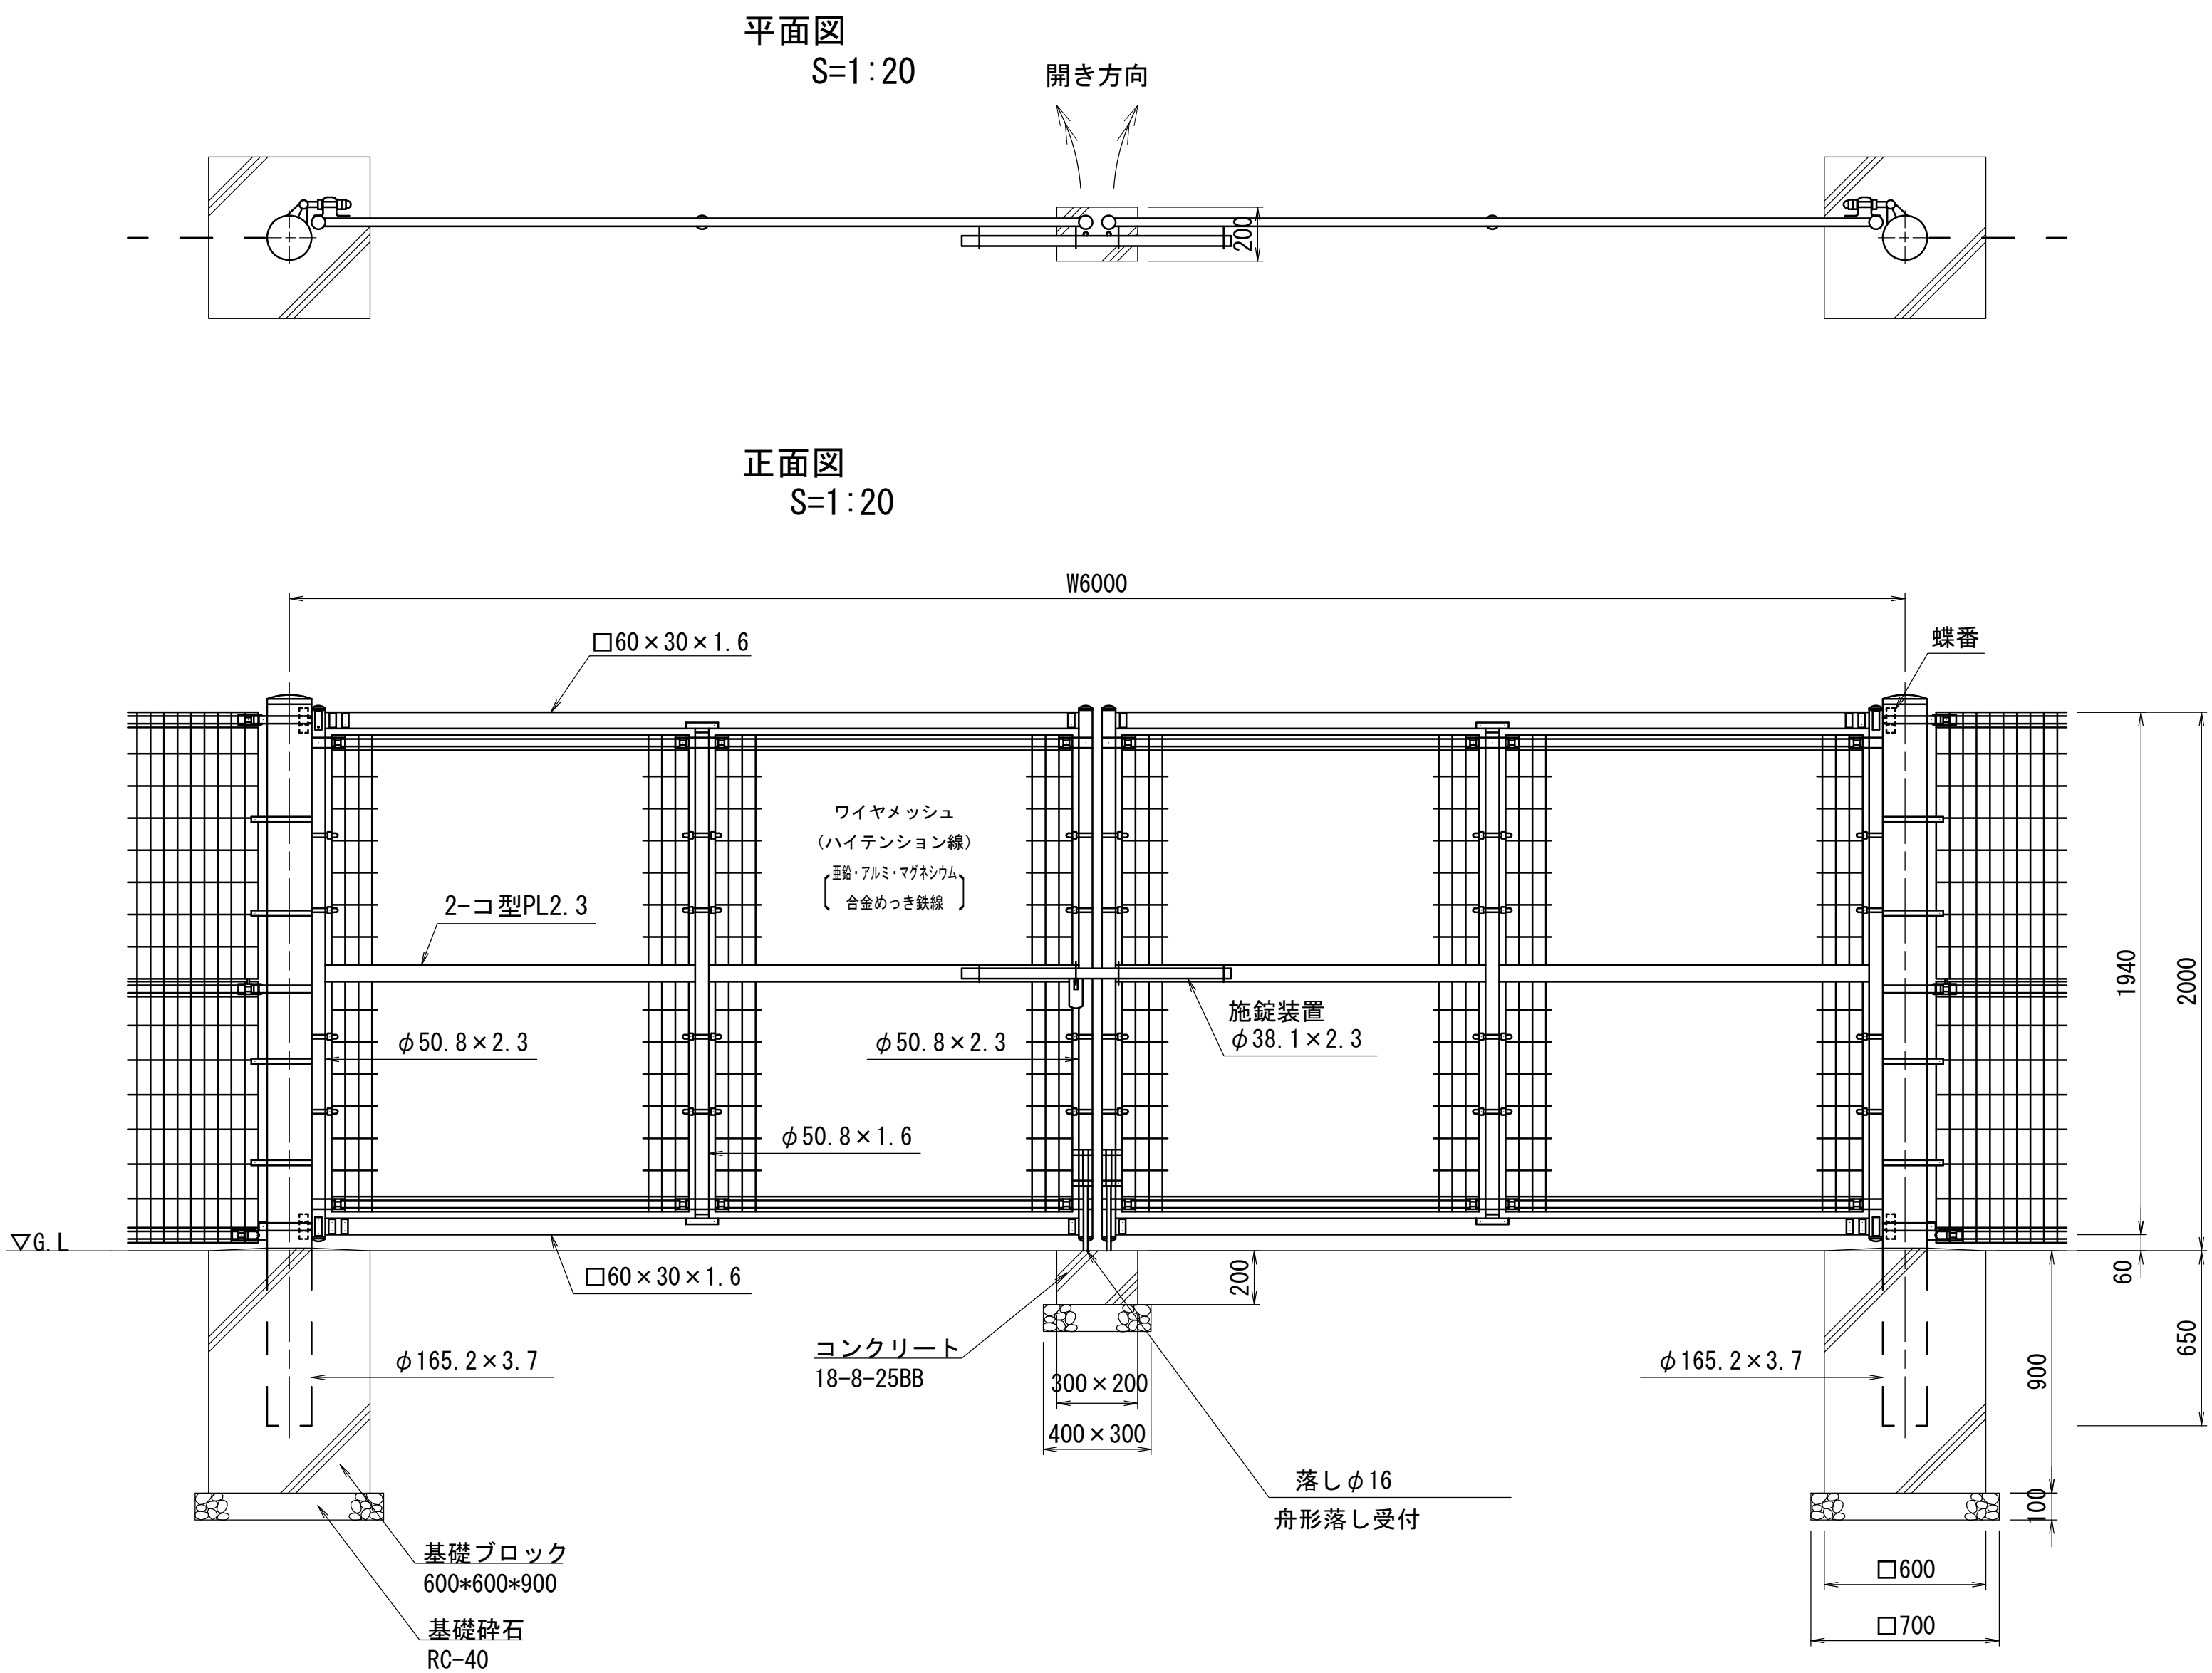 平面図
S=1:20
開き方向
200
正面図
S=1:20
W6000
□60×30×1.6
蝶番
ワイヤメッシュ
(ハイテンション線)
亜鉛・アルミ・マグネシウム
合金めっき鉄線
2-コ型PL2.3
1940
2000
施錠装置
φ38.1×2.3
φ50.8×2.3
φ50.8×2.3
φ50.8×1.6
▽G.L
□60×30×1.6
200
60
650
コンクリート
18-8-25BB
φ165.2×3.7
φ165.2×3.7
900
300×200
400×300
落しφ16
舟形落し受付
100
基礎ブロック
600*600*900
□600
基礎砕石
RC-40
□700